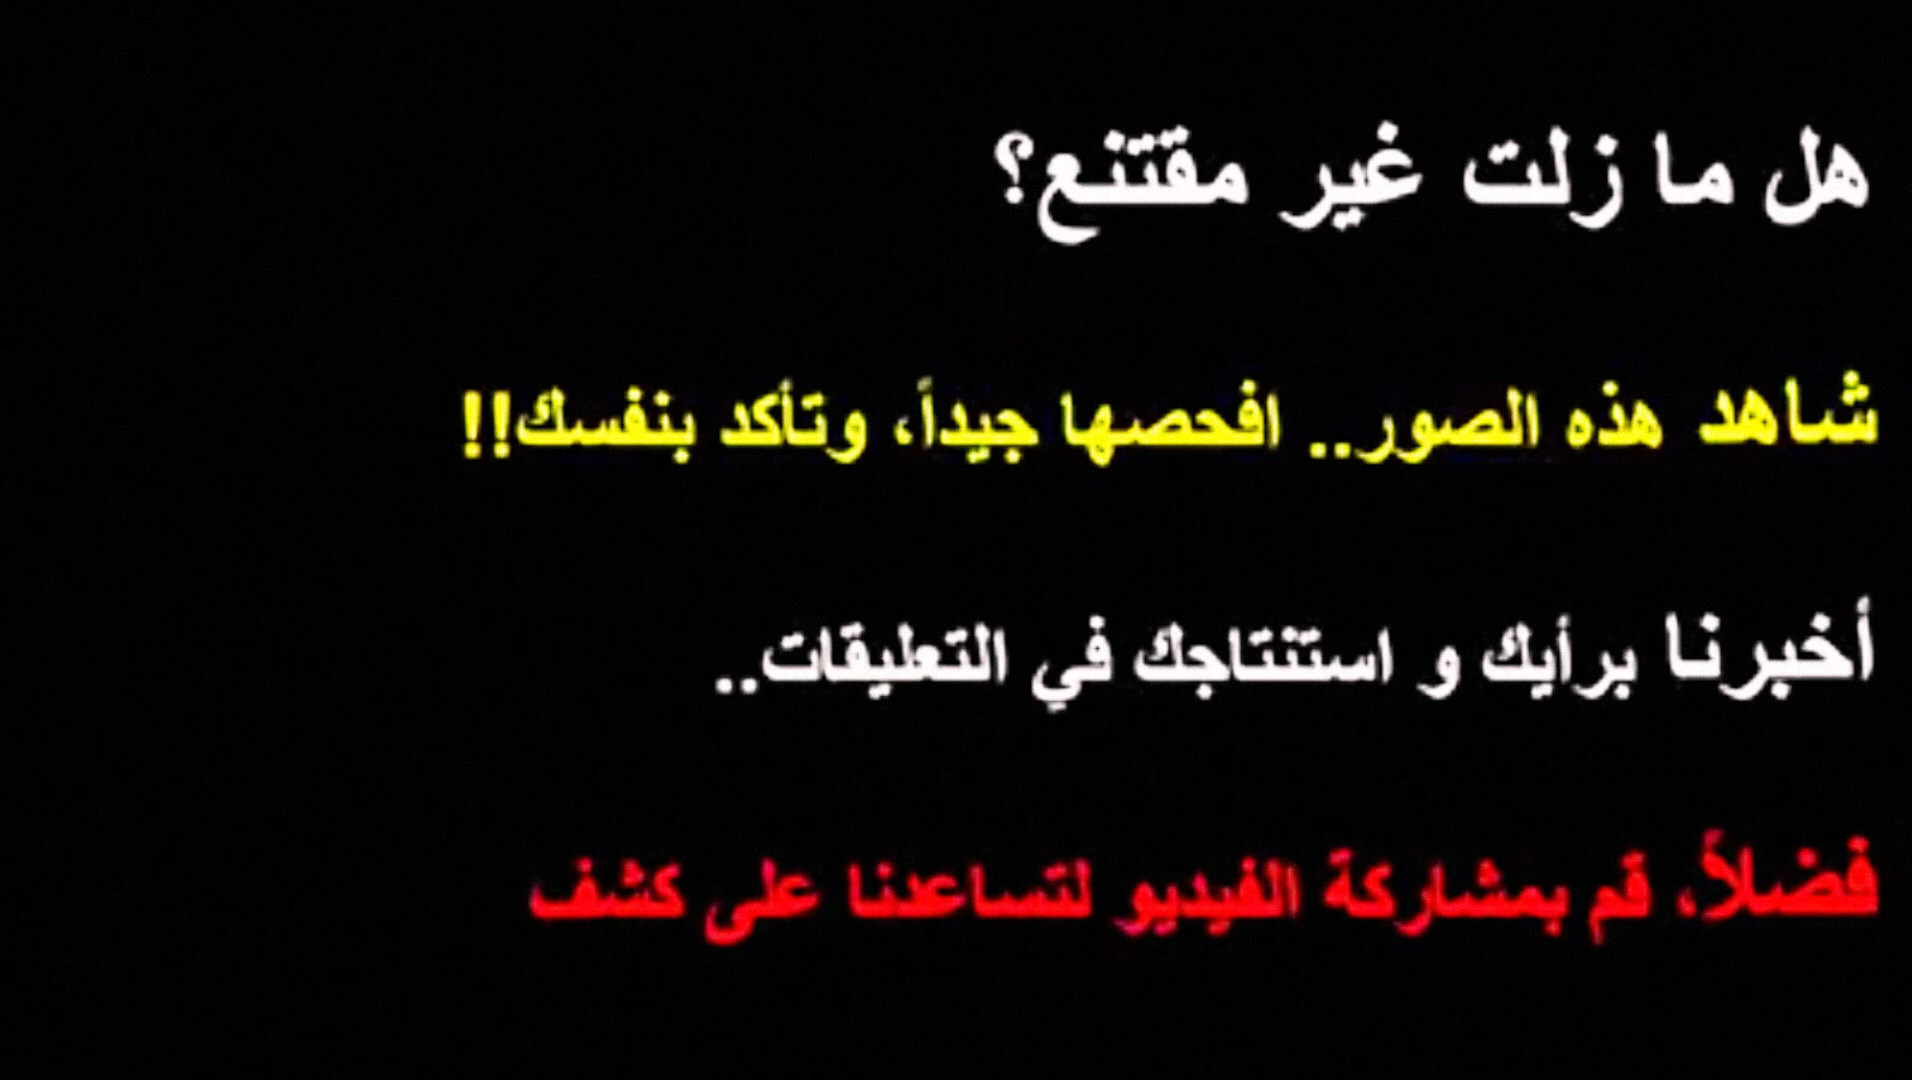 هل ما زلت غير مقتنع؟
شاهد هذه الصور.. افحصها جيداً، وتأكد بنفسك!!
أخبرنا برأيك و استنتاجك في التعليقات..
فضلاً، قم بمشاركة الفيديو لتساعدنا على كشف